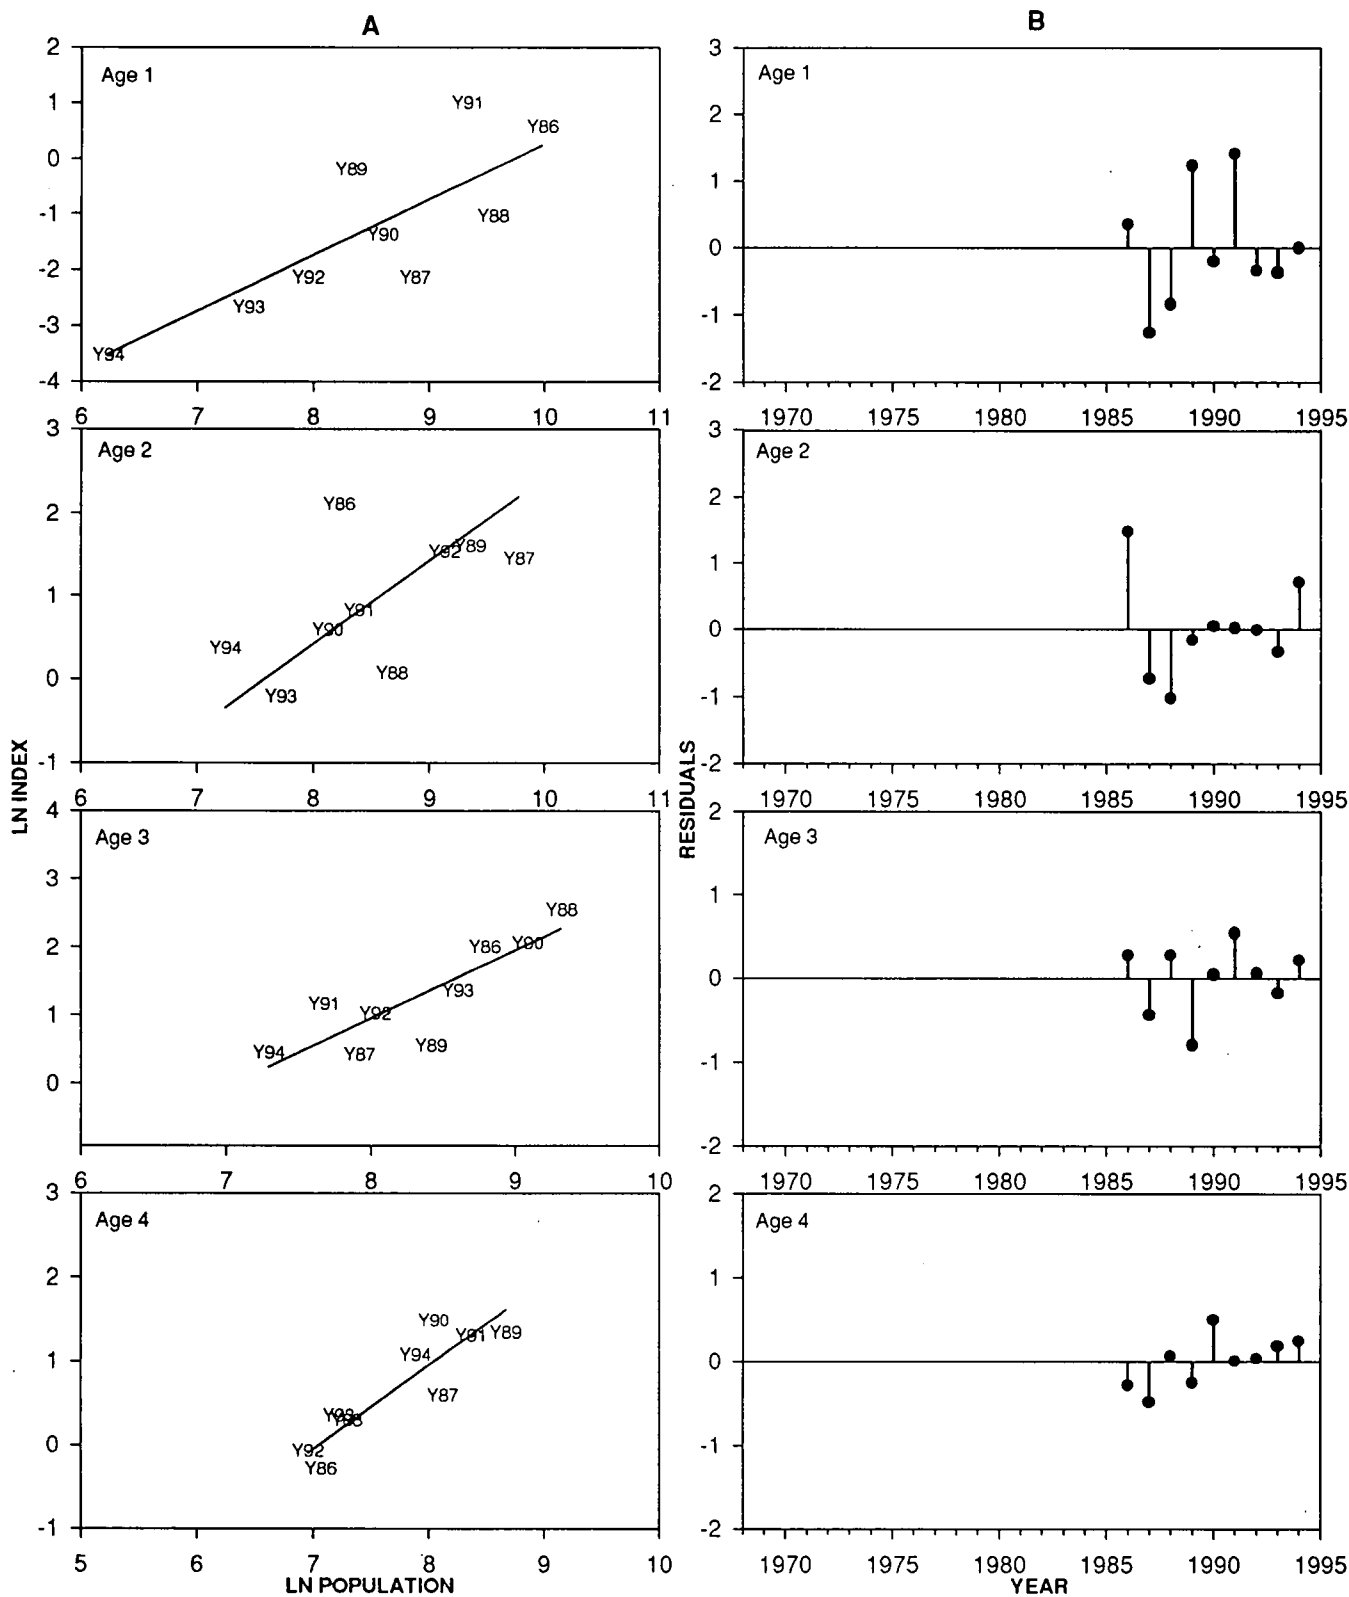 A
B
2
1
0
-1
-2
-3
-4
Age 1
Y91
Y86
Y89
Y88
Y90
Y92
Y87
Y93
Y94
6 7 8 9 10 11
3
2
1
0
-1
-2
Age 1
1970 1975 1980 1985 1990 1995
3
2
1
0
-1
Age 2
Y86
Y92 Y89
Y87
Y91
Y90
Y94
Y88
Y93
6 7 8 9 10 11
3
2
1
0
-1
-2
Age 2
1970 1975 1980 1985 1990 1995
LN INDEX
RESIDUALS
4
3
2
1
0
Age 3
Y88
Y86 Y90
Y93
Y91
Y92
Y94
Y87
Y89
6 7 8 9 10
2
1
0
-1
-2
Age 3
1970 1975 1980 1985 1990 1995
3
2
1
0
-1
Age 4
Y90
Y91 Y89
Y94
Y87
Y92
Y86
5 6 7 8 9 10
LN POPULATION
2
1
0
-1
-2
Age 4
1970 1975 1980 1985 1990 1995
YEAR